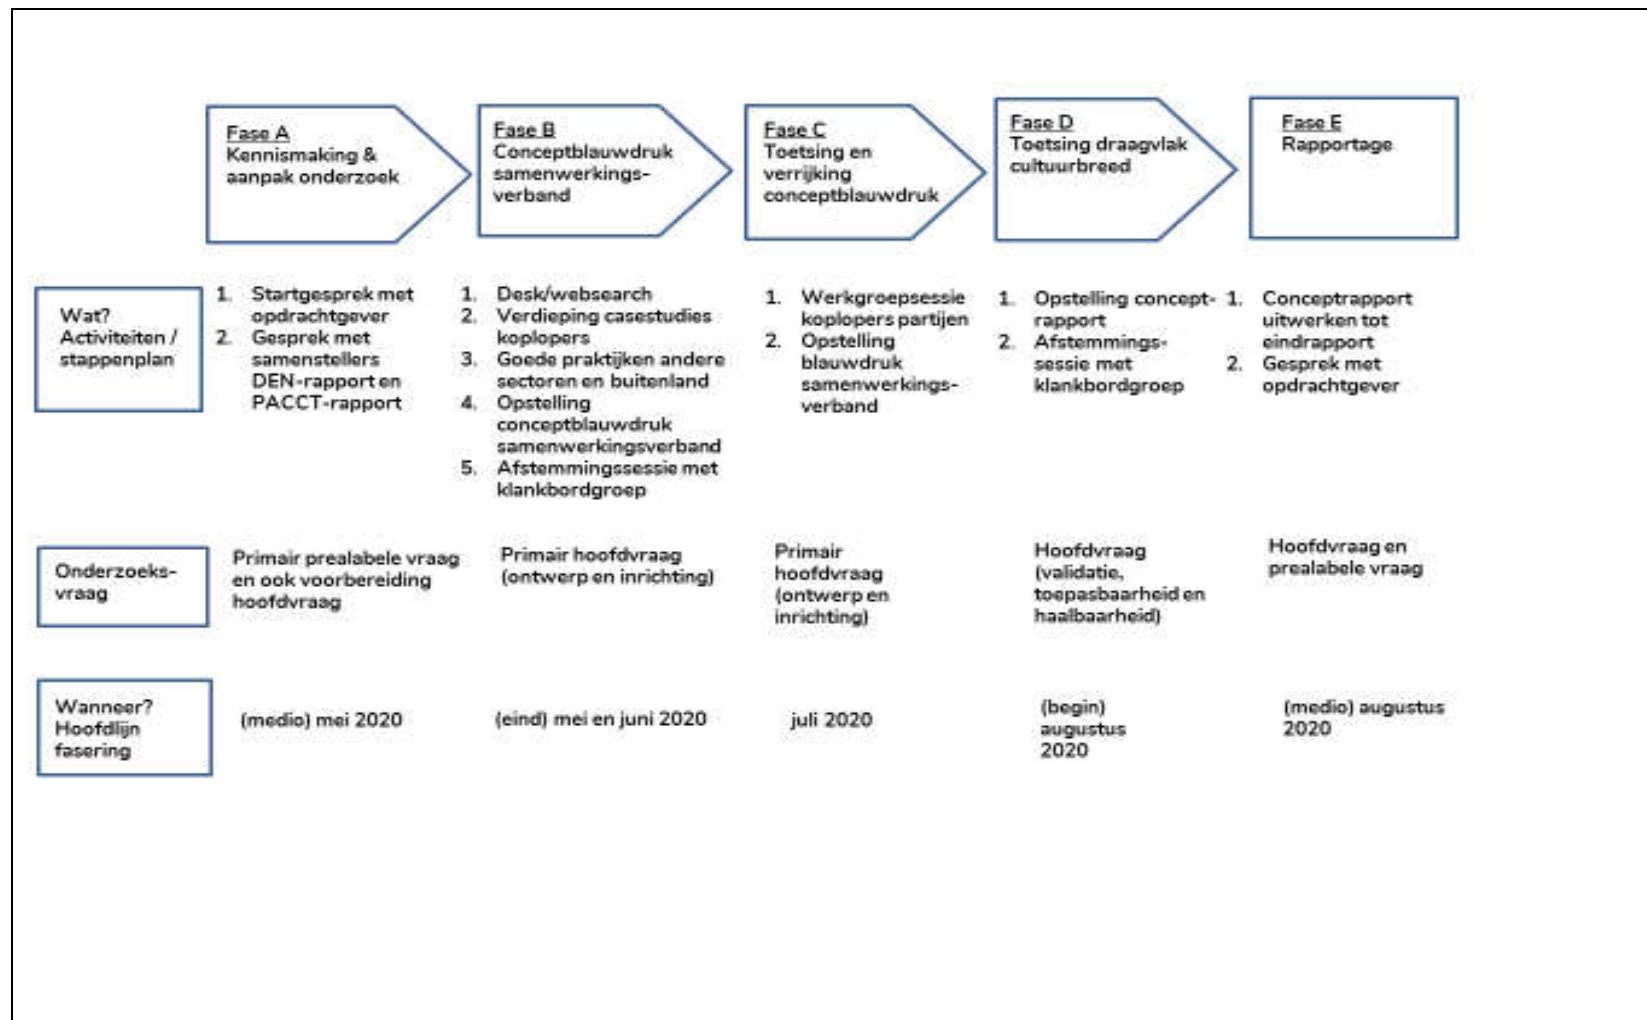 Fase A
Kennismaking &
aanpak onderzoek
Fase B
Conceptblauwdruk
samenwerkings-
verband
Fase C
Toetsing en
verrijking
conceptblauwdruk
Fase D
Toetsing draagvlak
cultuurbreed
Fase E
Rapportage
Wat?
Activiteiten /
stappenplan
1. Startgesprek met
opdrachtgever
2. Gesprek met
samenstellers
DEN-rapport en
PACCT-rapport
1. Desk/websearch
2. Verdieping casestudies
koplopers
3. Goede praktijken andere
sectoren en buitenland
4. Opstelling
conceptblauwdruk
samenwerkingsverband
5. Afstemmingssessie met
klankbordgroep
1. Werkgroepsessie
koplopers partijen
2. Opstelling
blauwdruk
samenwerkings-
verband
1. Opstelling concept-
rapport
2. Afstemmings-
sessie met
klankbordgroep
1. Conceptrapport
uitwerken tot
eindrapport
2. Gesprek met
opdrachtgever
Onderzoeks-
vraag
Primair prealabele vraag
en ook voorbereiding
hoofdvraag
Primair hoofdvraag
(ontwerp en inrichting)
Primair
hoofdvraag
(ontwerp en
inrichting)
Hoofdvraag
(validatie,
toepasbaarheid en
haalbaarheid)
Hoofdvraag en
prealabele vraag
Wanneer?
Hoofdlijn
fasering
(medio) mei 2020
(eind) mei en juni 2020
juli 2020
(begin)
augustus
2020
(medio) augustus
2020